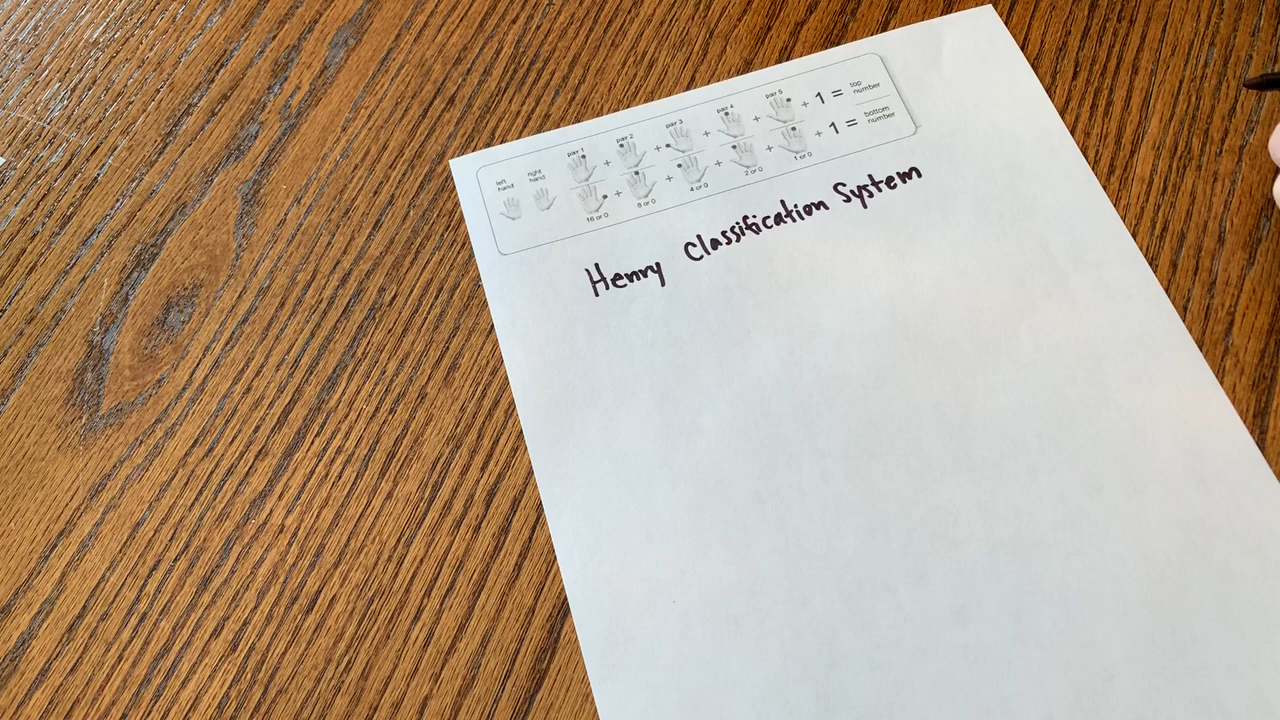 left hand
right hand
pair 1 + pair 2 + pair 3 + pair 4 + pair 5 + 1 = top number
16 or 0 + 8 or 0 + 4 or 0 + 2 or 0 + 1 or 0 + 1 = bottom number
Henry Classification System